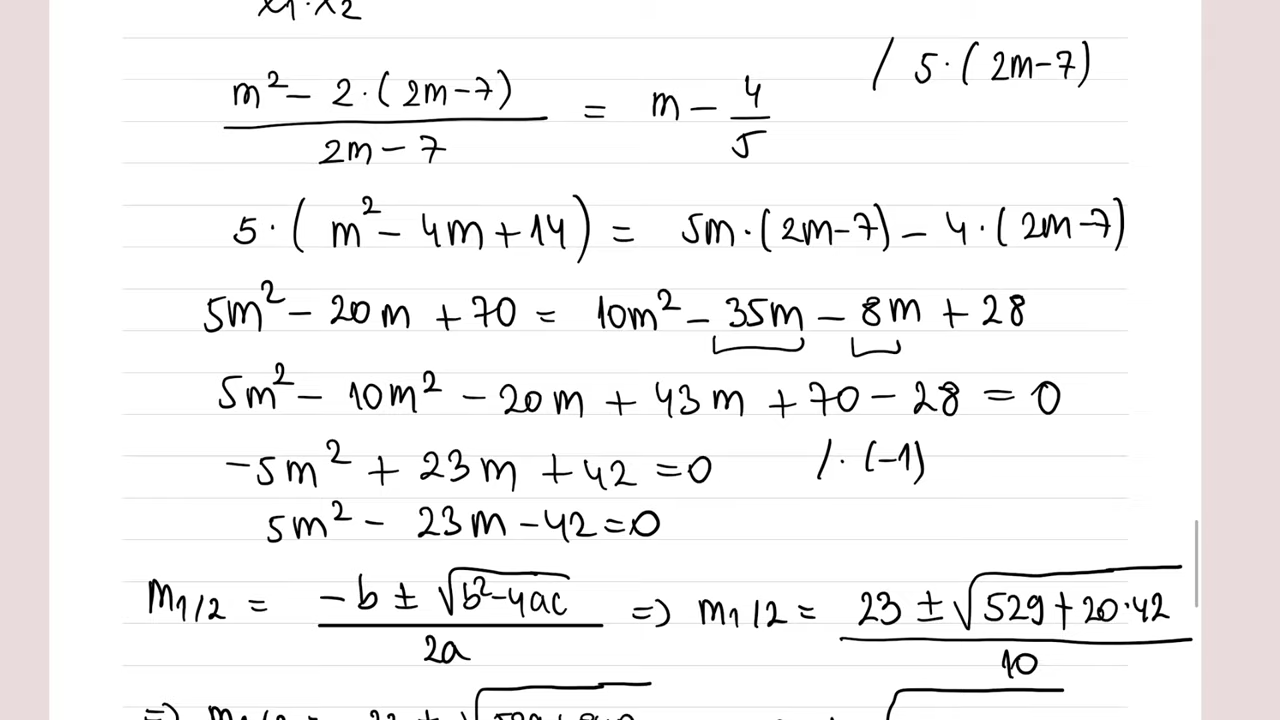 x₁·x₂
(m² − 2·(2m−7))/(2m − 7) = m − 4/5 / 5·(2m−7)
5·(m² − 4m + 14) = 5m·(2m−7) − 4·(2m−7)
5m² − 20m + 70 = 10m² − 35m − 8m + 28
5m² − 10m² − 20m + 43m + 70 − 28 = 0
−5m² + 23m + 42 = 0 /·(−1)
5m² − 23m − 42 = 0
m₁/₂ = (−b ± √(b²−4ac))/(2a) => m₁/₂ = (23 ± √(529 + 20·42))/10